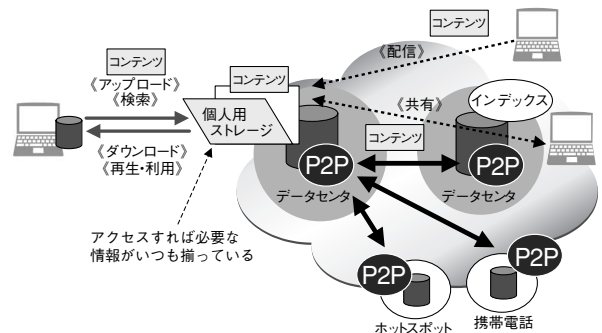 コンテンツ
《アップロード》
《検索》
《ダウンロード》
《再生・利用》
コンテンツ
個人用
ストレージ
アクセスすれば必要な
情報がいつも揃っている
《配信》
コンテンツ
《共有》
インデックス
コンテンツ
P2P
データセンタ
P2P
データセンタ
P2P
ホットスポット
P2P
携帯電話